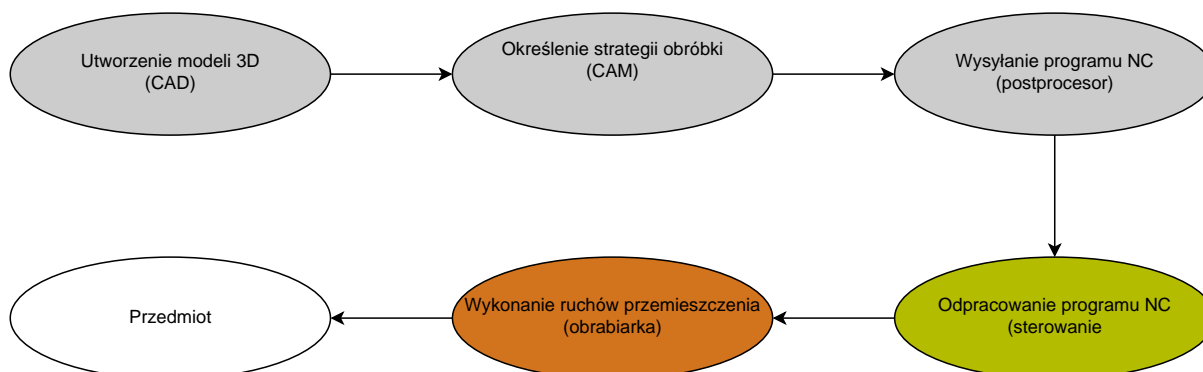 Utworzenie modeli 3D
(CAD)
Określenie strategii obróbki
(CAM)
Wysyłanie programu NC
(postprocesor)
Odpracowanie programu NC
(sterowanie
Wykonanie ruchów przemieszczenia
(obrabiarka)
Przedmiot